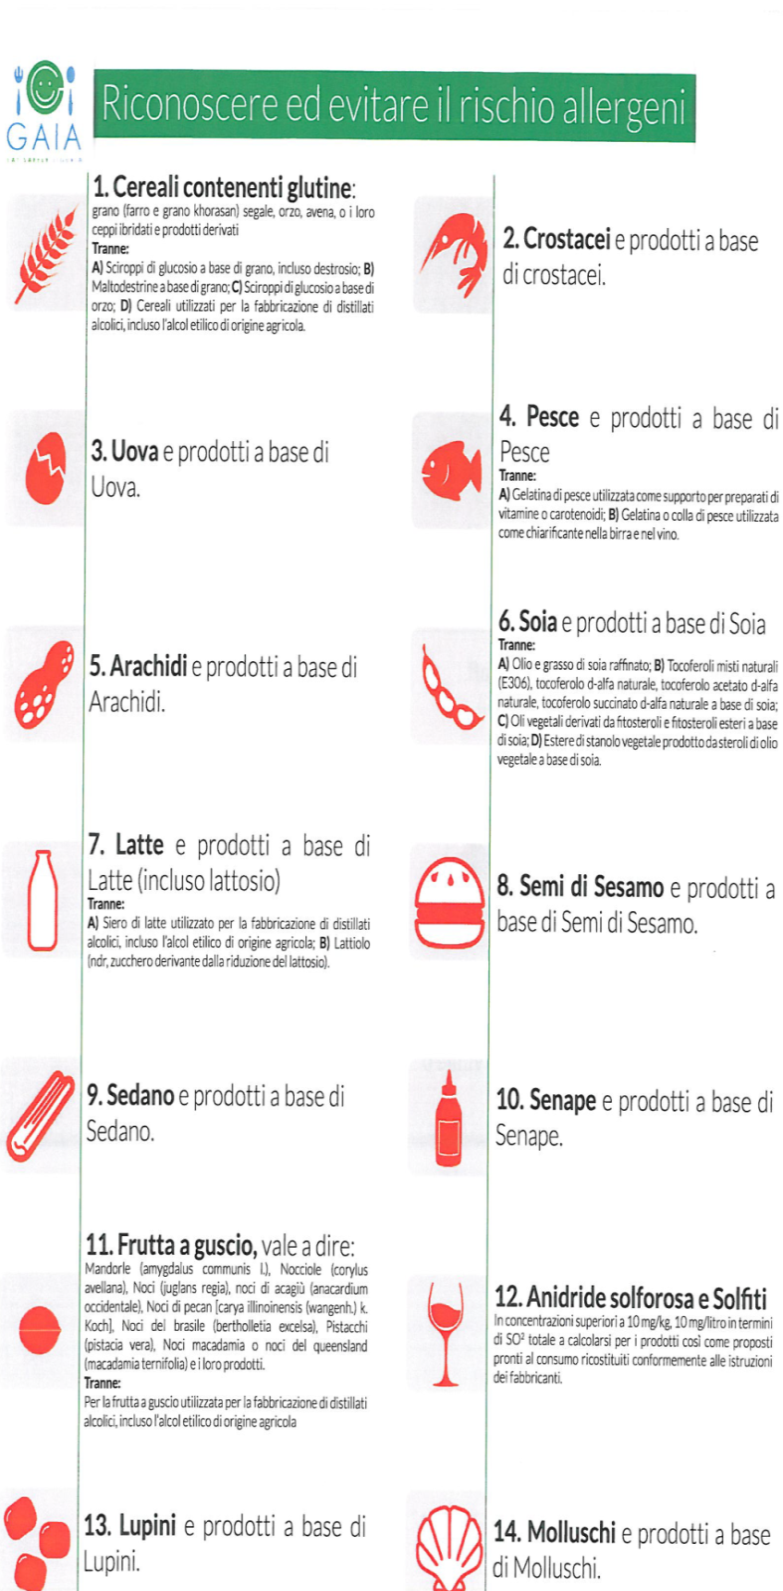 GAIA
Riconoscere ed evitare il rischio allergeni
1. Cereali contenenti glutine:
grano (farro e grano khorasan) segale, orzo, avena, o i loro
ceppi ibridati e prodotti derivati
Tranne:
A) Sciroppi di glucosio a base di grano, incluso destrosio; B)
Maltodestrine a base di grano; C) Sciroppi di glucosio a base di
orzo; D) Cereali utilizzati per la fabbricazione di distillati
alcolici, incluso l'alcol etilico di origine agricola.
2. Crostacei e prodotti a base
di crostacei.
3. Uova e prodotti a base di
Uova.
4. Pesce e prodotti a base di
Pesce
Tranne:
A) Gelatina di pesce utilizzata come supporto per preparati di
vitamine o carotenoidi; B) Gelatina o colla di pesce utilizzata
come chiarificante nella birra e nel vino.
5. Arachidi e prodotti a base di
Arachidi.
6. Soia e prodotti a base di Soia
Tranne:
A) Olio e grasso di soia raffinato; B) Tocoferoli misti naturali
(E306), tocoferolo d-alfa naturale, tocoferolo acetato d-alfa
naturale, tocoferolo succinato d-alfa naturale a base di soia;
C) Oli vegetali derivati da fitosteroli e fitosteroli esteri a base
di soia; D) Estere di stanolo vegetale prodotto da steroli di olio
vegetale a base di soia.
7. Latte e prodotti a base di
Latte (incluso lattosio)
Tranne:
A) Siero di latte utilizzato per la fabbricazione di distillati
alcolici, incluso l'alcol etilico di origine agricola; B) Lattiolo
(ndr, zucchero derivante dalla riduzione del lattosio).
8. Semi di Sesamo e prodotti a
base di Semi di Sesamo.
9. Sedano e prodotti a base di
Sedano.
10. Senape e prodotti a base di
Senape.
11. Frutta a guscio, vale a dire:
Mandorle (amygdalus communis l.), Nocciole (corylus
avellana), Noci (juglans regia), noci di acagiù (anacardium
occidentale), Noci di pecan [carya illinoinensis (wangenh.) k.
Koch], Noci del brasile (bertholletia excelsa), Pistacchi
(pistacia vera), Noci macadamia o noci del queensland
(macadamia ternifolia) e i loro prodotti.
Tranne:
Per la frutta a guscio utilizzata per la fabbricazione di distillati
alcolici, incluso l'alcol etilico di origine agricola
12. Anidride solforosa e Solfiti
In concentrazioni superiori a 10 mg/kg, 10 mg/litro in termini
di SO² totale a calcolarsi per i prodotti così come proposti
pronti al consumo ricostituiti conformemente alle istruzioni
dei fabbricanti.
13. Lupini e prodotti a base di
Lupini.
14. Molluschi e prodotti a base
di Molluschi.